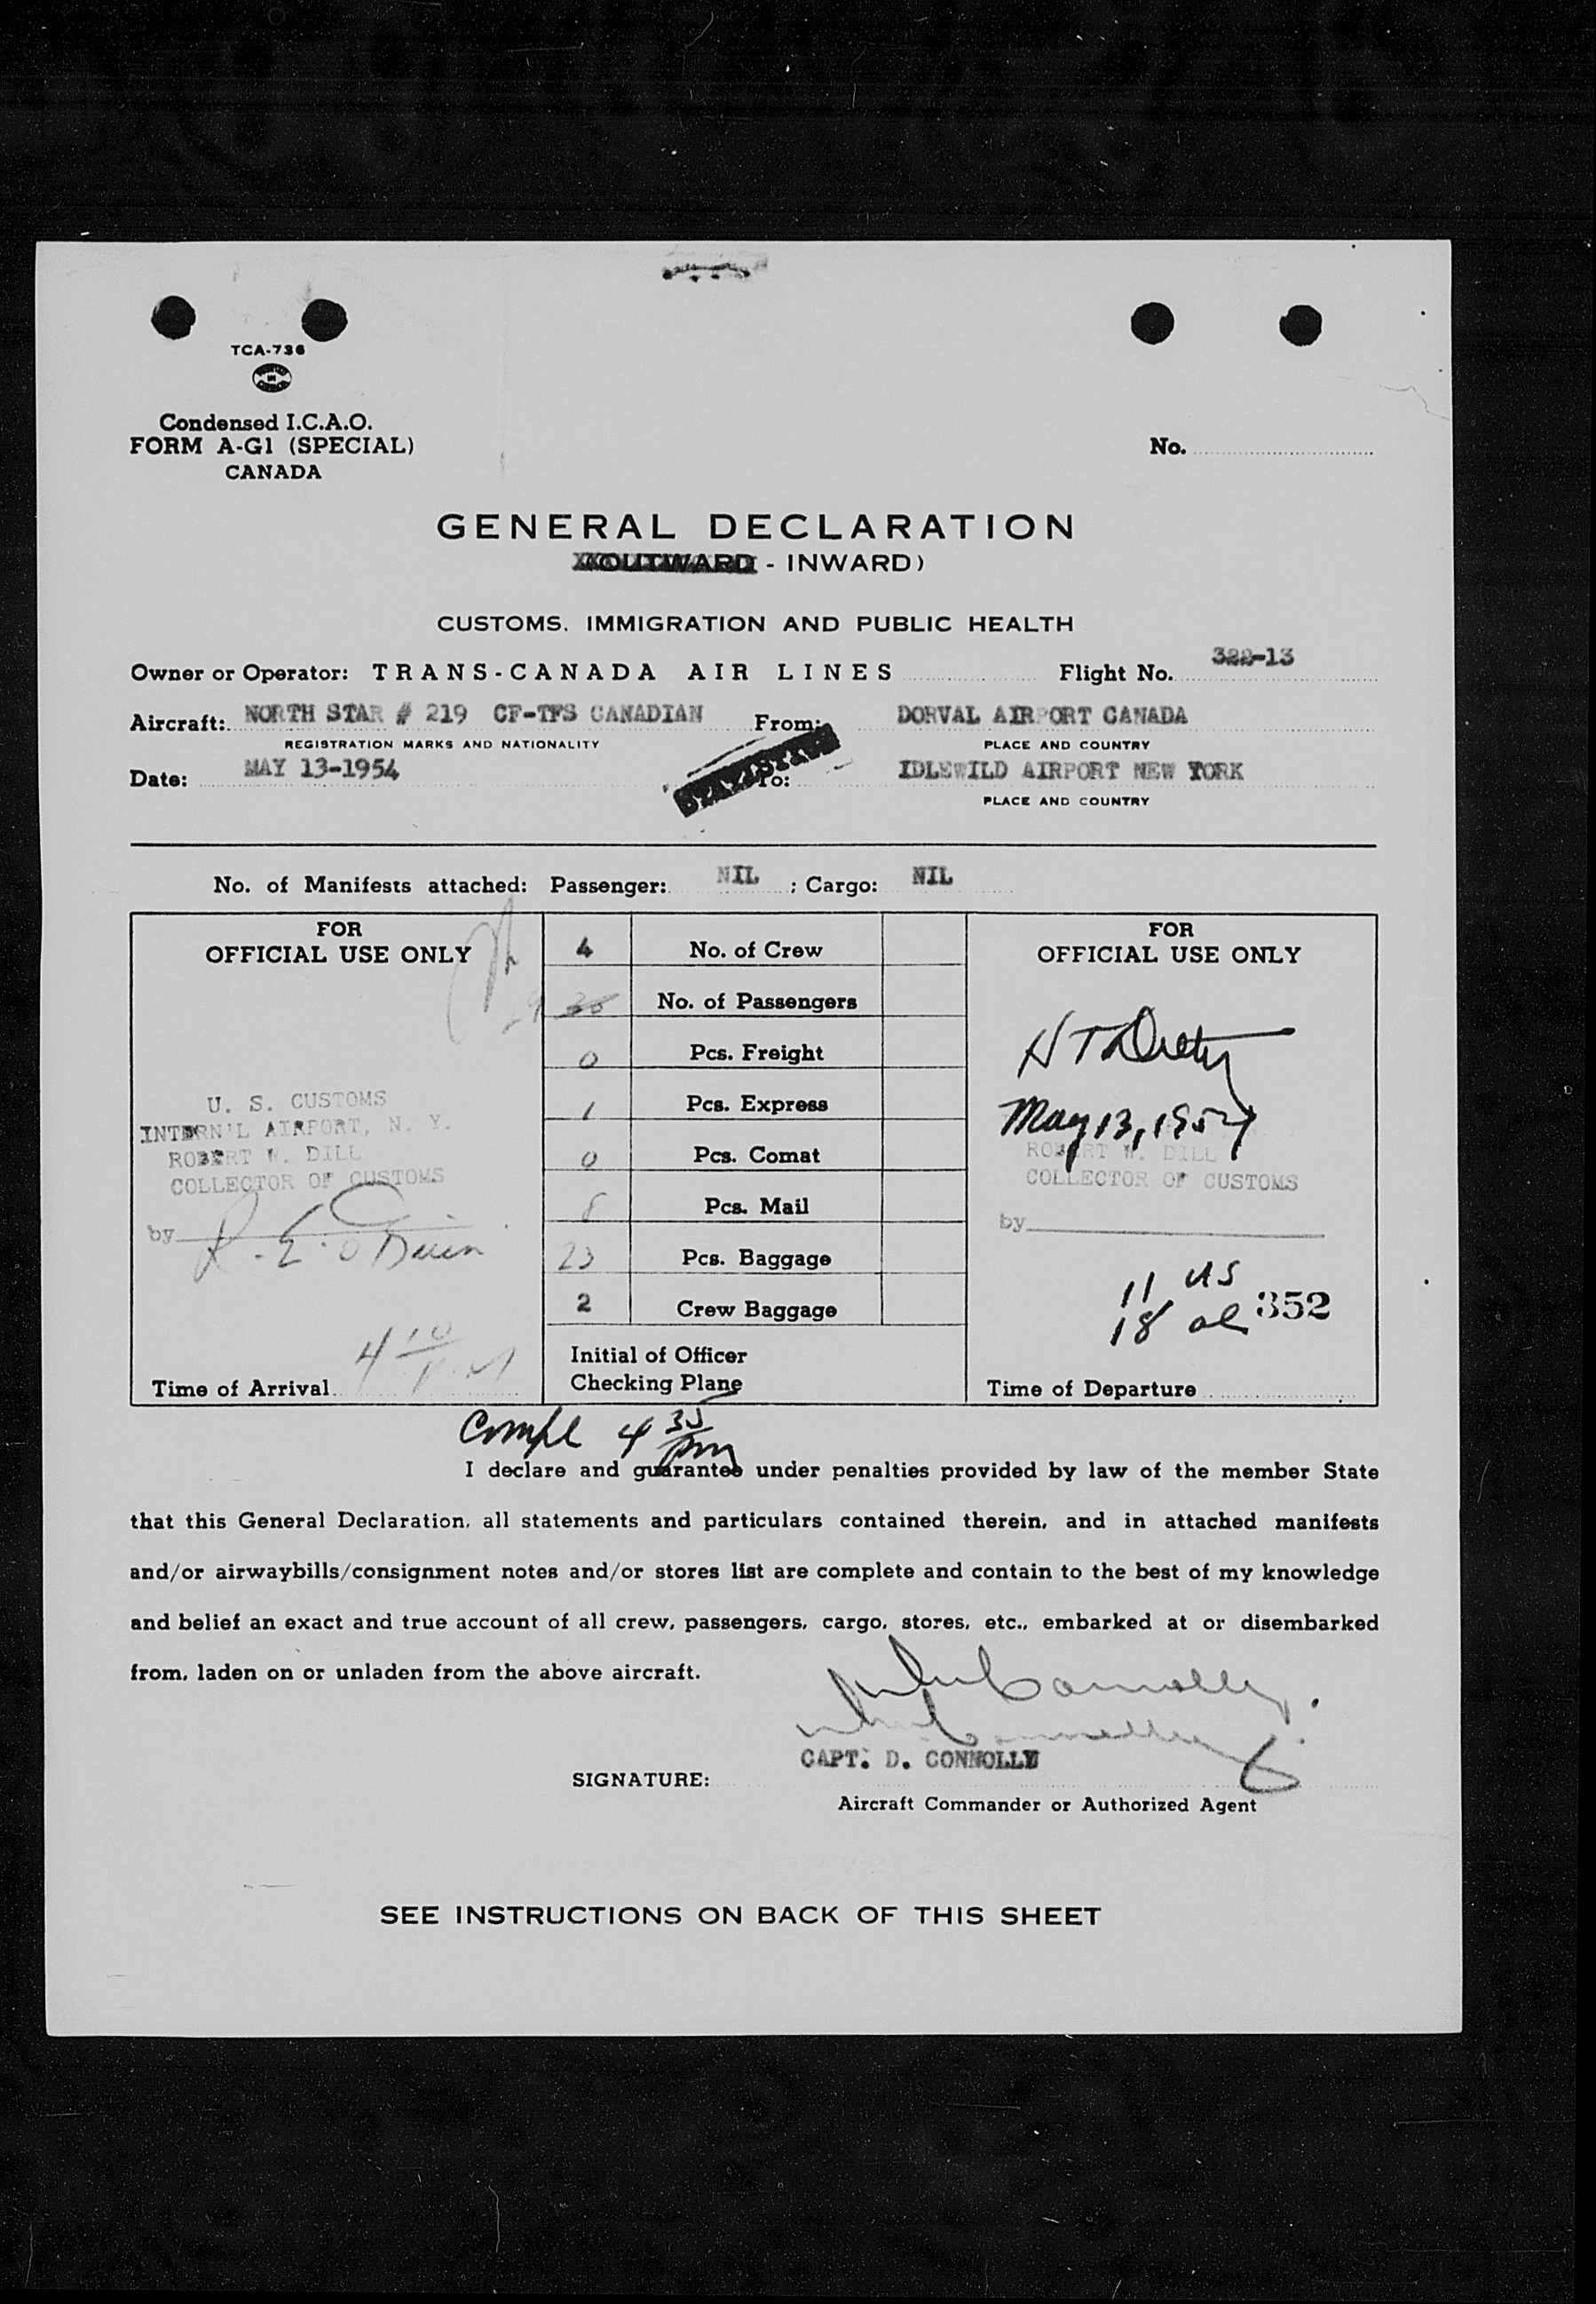 TCA-736
Condensed I.C.A.O.
FORM A-G1 (SPECIAL)
CANADA
No.
GENERAL DECLARATION
(OUTWARD - INWARD)
CUSTOMS, IMMIGRATION AND PUBLIC HEALTH
Owner or Operator: TRANS-CANADA AIR LINES Flight No. 322-13
Aircraft: NORTH STAR # 219 CF-TFS CANADIAN From: DORVAL AIRPORT CANADA
REGISTRATION MARKS AND NATIONALITY PLACE AND COUNTRY
Date: MAY 13-1954 To: IDLEWILD AIRPORT NEW YORK
PLACE AND COUNTRY
STATISTICS
No. of Manifests attached: Passenger: NIL ; Cargo: NIL
FOR
OFFICIAL USE ONLY
U. S. CUSTOMS
INTERN'L AIRPORT, N. Y.
ROBERT W. DILL
COLLECTOR OF CUSTOMS
by R. E. O'Brien
4 10 P.M
Time of Arrival
4 No. of Crew
29 No. of Passengers
0 Pcs. Freight
1 Pcs. Express
0 Pcs. Comat
8 Pcs. Mail
23 Pcs. Baggage
2 Crew Baggage
Initial of Officer
Checking Plane
FOR
OFFICIAL USE ONLY
May 13, 1954
ROBERT W. DILL
COLLECTOR OF CUSTOMS
by
11 US
18 al 352
Time of Departure
Compl 4 35 pm
I declare and guarantee under penalties provided by law of the member State
that this General Declaration, all statements and particulars contained therein, and in attached manifests
and/or airwaybills/consignment notes and/or stores list are complete and contain to the best of my knowledge
and belief an exact and true account of all crew, passengers, cargo, stores, etc., embarked at or disembarked
from, laden on or unladen from the above aircraft.
CAPT. D. CONNOLLY
SIGNATURE:
Aircraft Commander or Authorized Agent
SEE INSTRUCTIONS ON BACK OF THIS SHEET